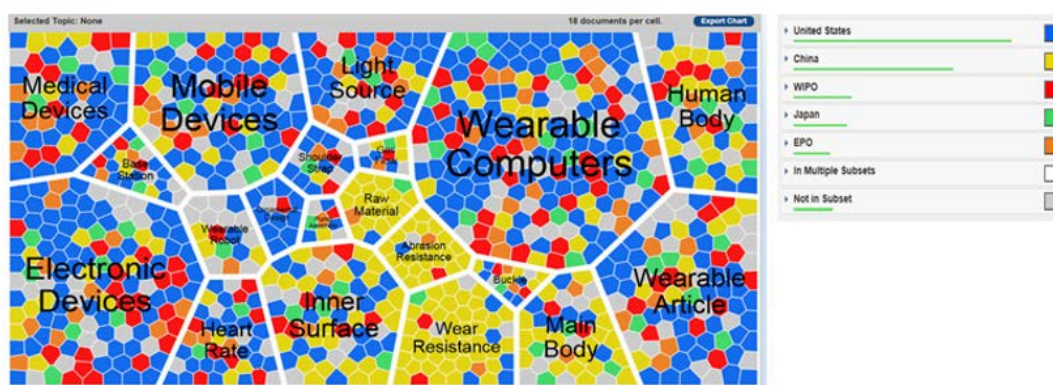 Selected Topic: None
18 documents per cell.
Export Chart
Medical
Devices
Mobile
Devices
Light
Source
Wearable
Computers
Human
Body
Base
Station
Shoulder
Strap
Raw
Material
Wearable
Robot
Abrasion
Resistance
Buckle
Electronic
Devices
Heart
Rate
Inner
Surface
Wear
Resistance
Main
Body
Wearable
Article
United States
China
WIPO
Japan
EPO
In Multiple Subsets
Not in Subset